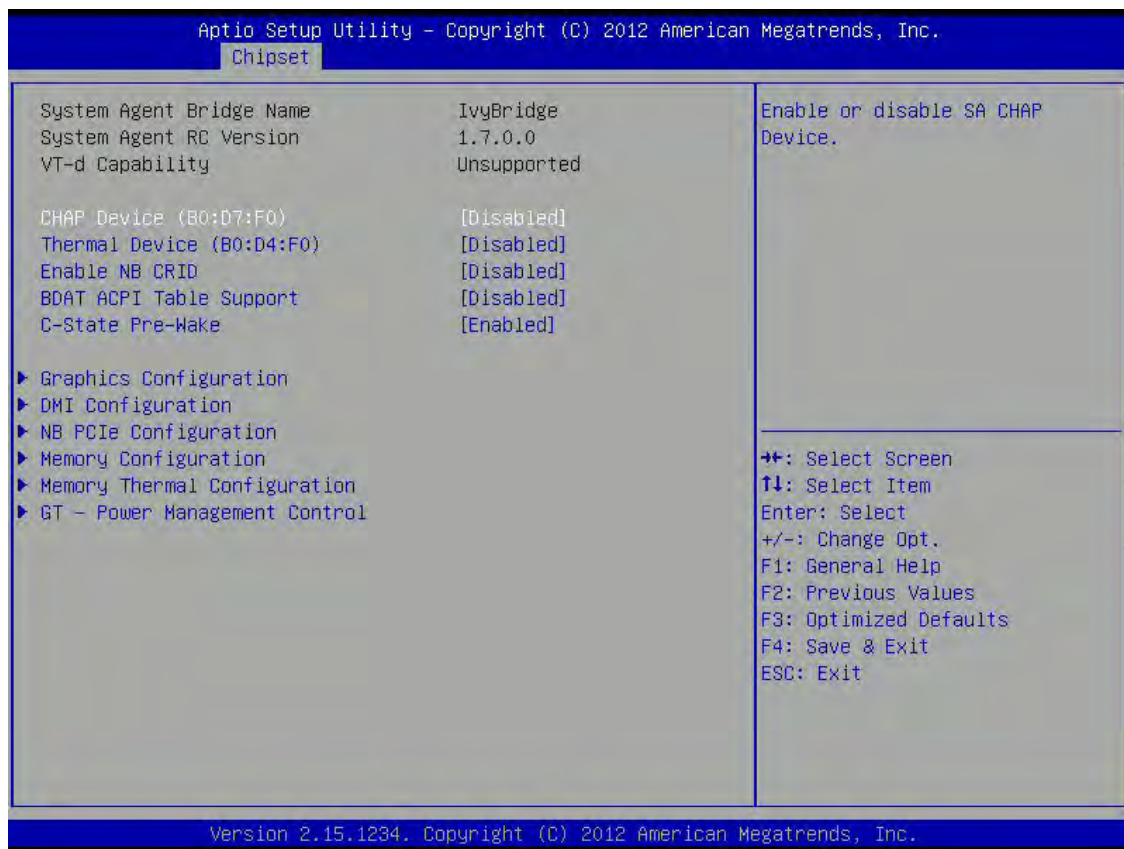 Aptio Setup Utility – Copyright (C) 2012 American Megatrends, Inc.
Chipset
System Agent Bridge Name IvyBridge
System Agent RC Version 1.7.0.0
VT-d Capability Unsupported
CHAP Device (B0:D7:F0) [Disabled]
Thermal Device (B0:D4:F0) [Disabled]
Enable NB CRID [Disabled]
BDAT ACPI Table Support [Disabled]
C-State Pre-Wake [Enabled]
▶ Graphics Configuration
▶ DMI Configuration
▶ NB PCIe Configuration
▶ Memory Configuration
▶ Memory Thermal Configuration
▶ GT – Power Management Control
Enable or disable SA CHAP
Device.
→←: Select Screen
↑↓: Select Item
Enter: Select
+/-: Change Opt.
F1: General Help
F2: Previous Values
F3: Optimized Defaults
F4: Save & Exit
ESC: Exit
Version 2.15.1234. Copyright (C) 2012 American Megatrends, Inc.